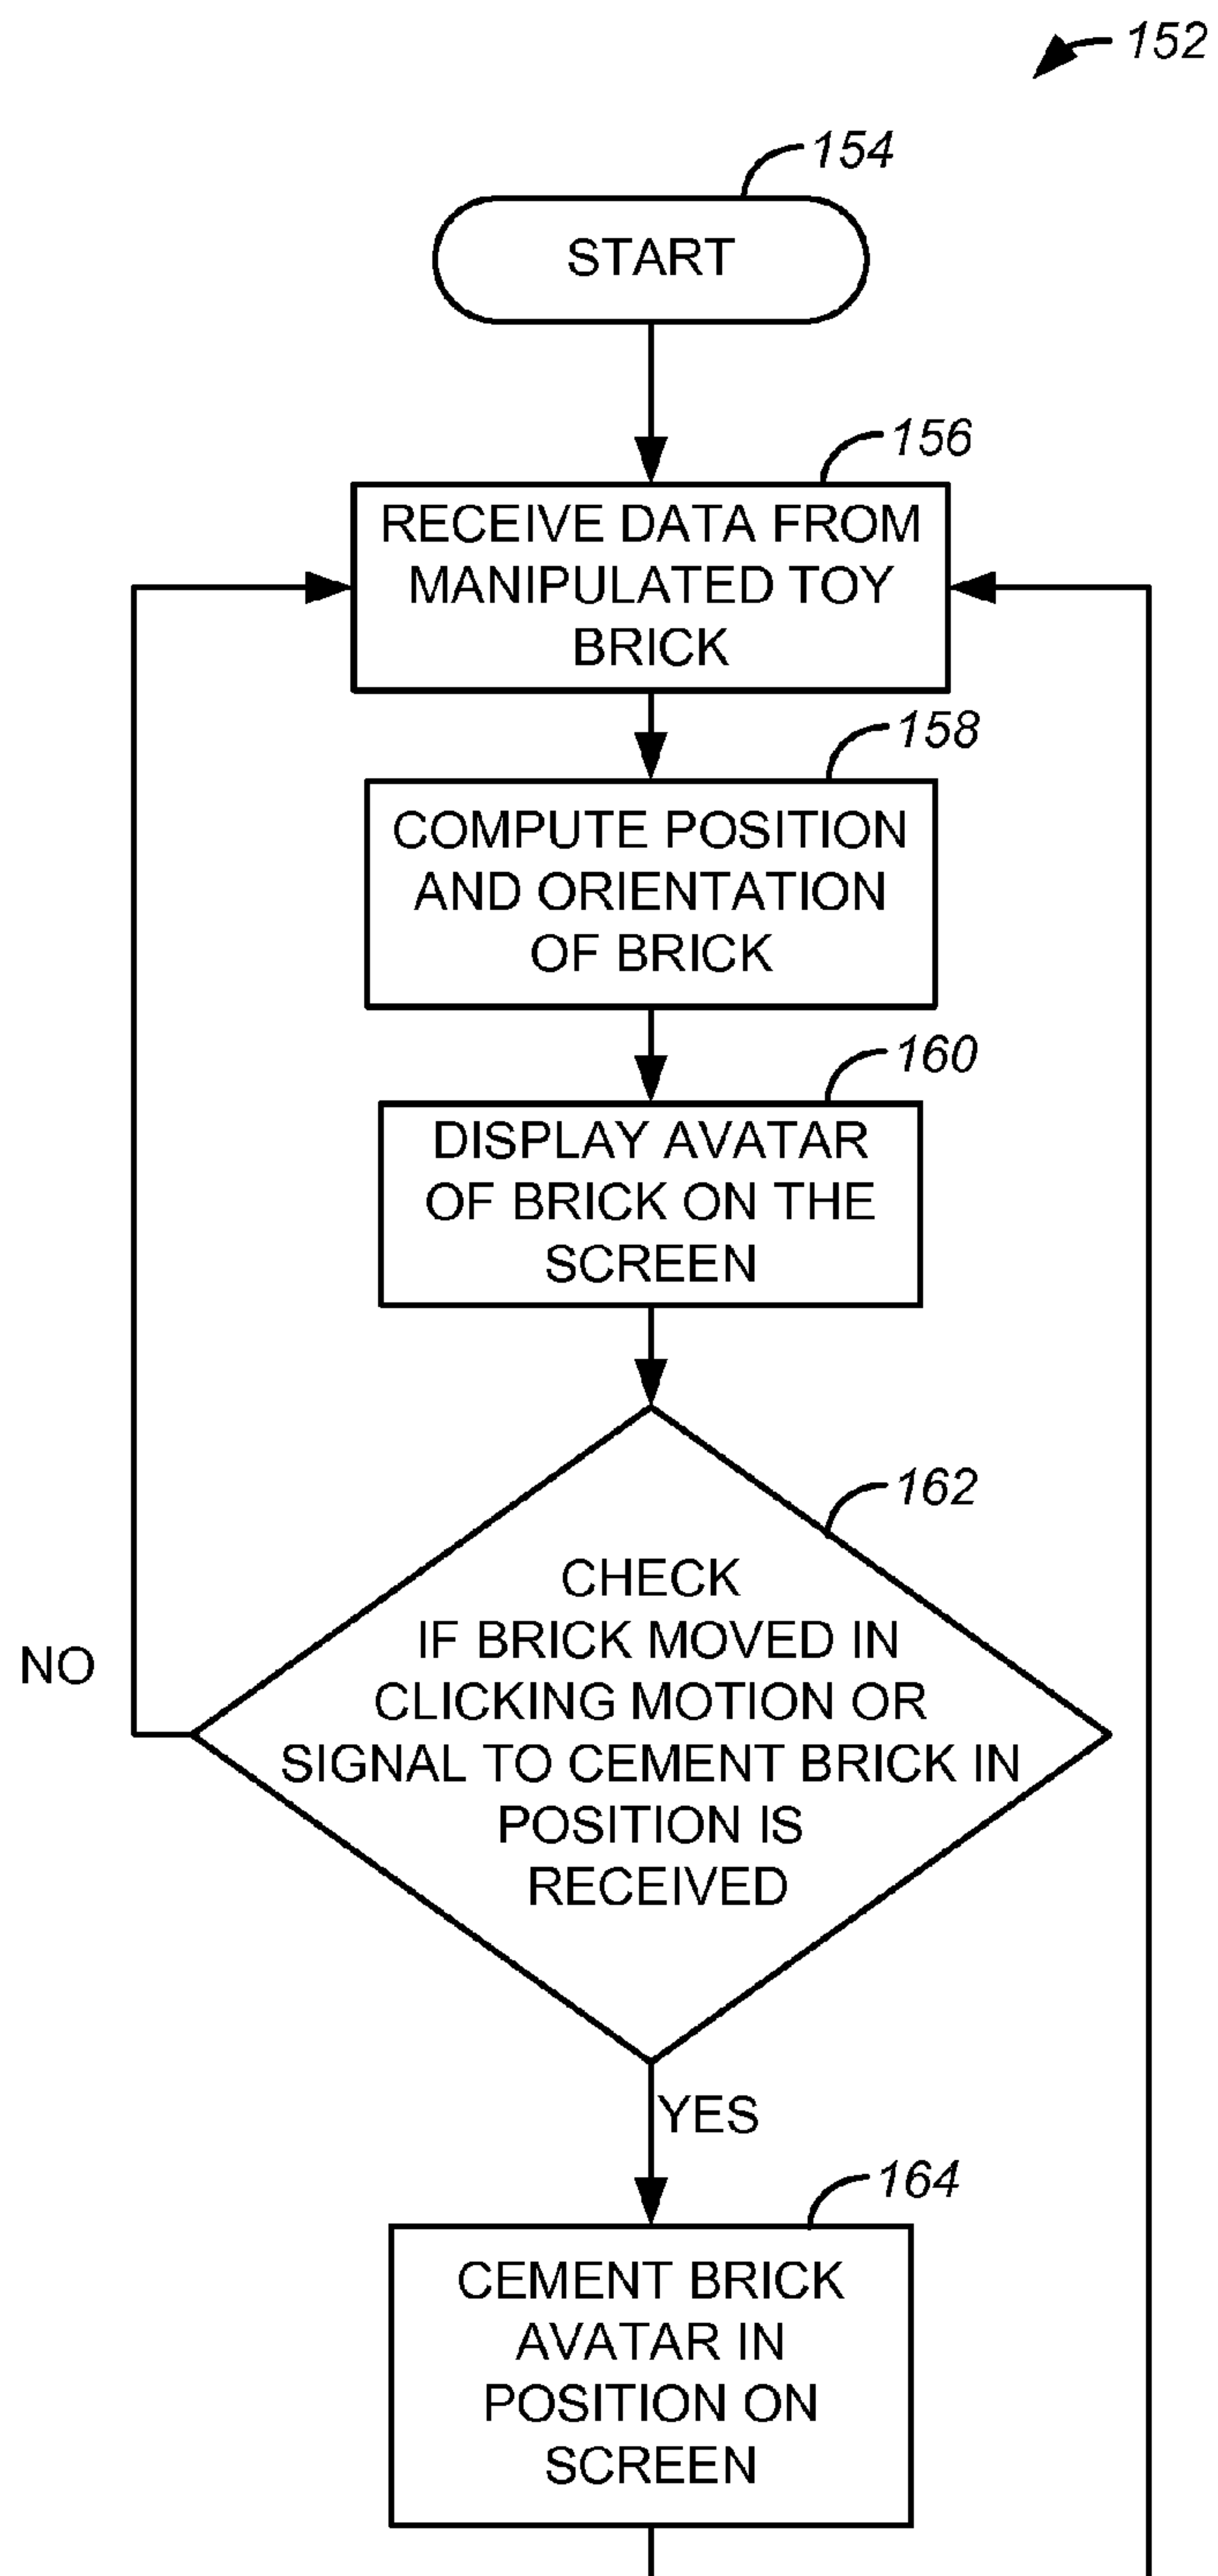 152
154
START
156
RECEIVE DATA FROM
MANIPULATED TOY
BRICK
158
COMPUTE POSITION
AND ORIENTATION
OF BRICK
160
DISPLAY AVATAR
OF BRICK ON THE
SCREEN
162
CHECK
IF BRICK MOVED IN
CLICKING MOTION OR
SIGNAL TO CEMENT BRICK IN
POSITION IS
RECEIVED
NO
YES
164
CEMENT BRICK
AVATAR IN
POSITION ON
SCREEN